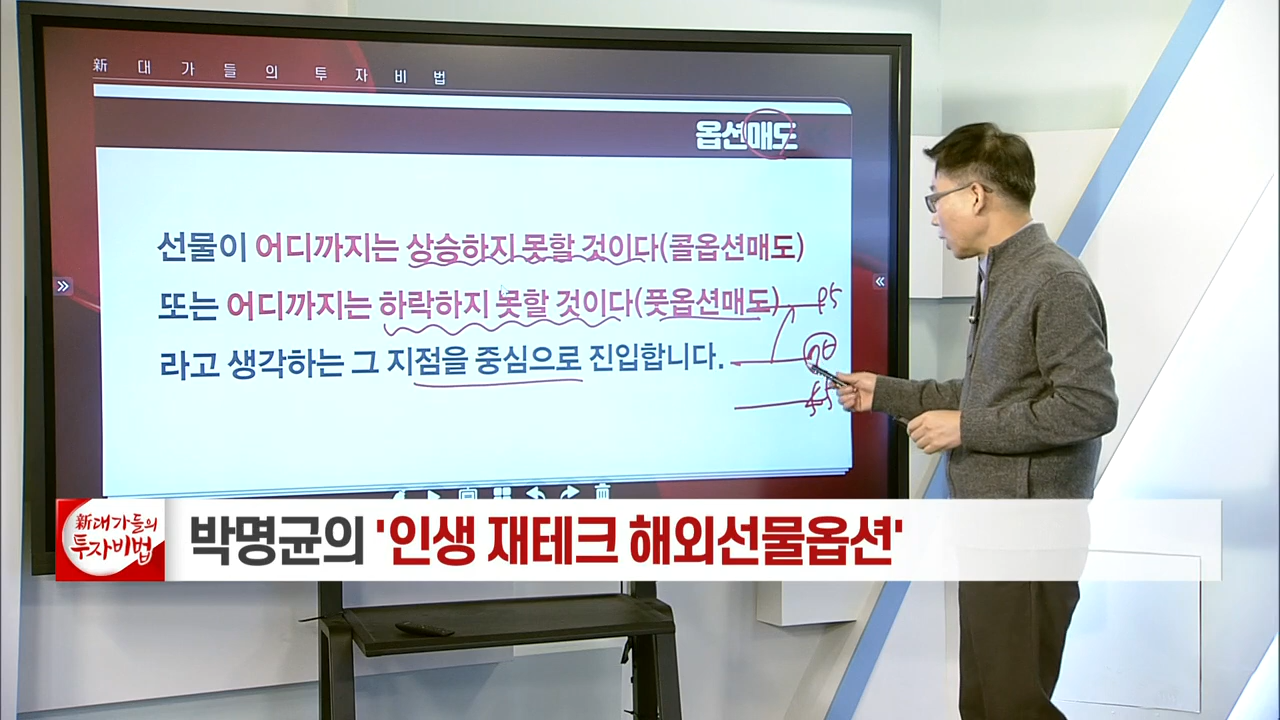 新 대가들의 투자비법
옵션매도
선물이 어디까지는 상승하지 못할 것이다(콜옵션매도)
또는 어디까지는 하락하지 못할 것이다(풋옵션매도)
95
라고 생각하는 그 지점을 중심으로 진입합니다.
55
新대가들의
투자비법
박명균의 '인생 재테크 해외선물옵션'